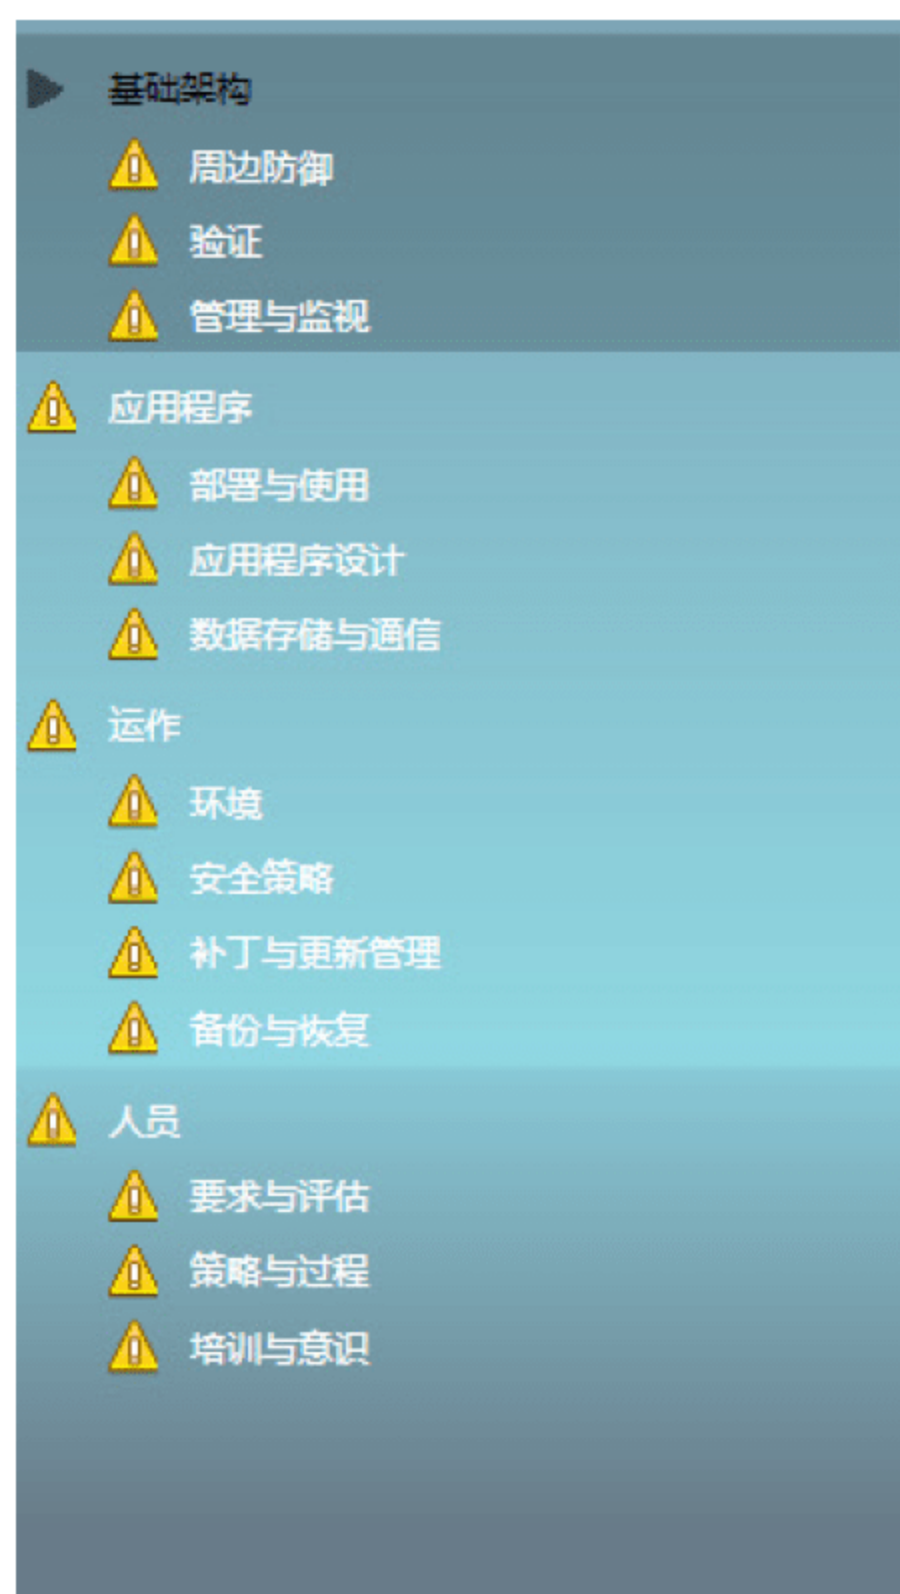 基础架构
周边防御
验证
管理与监视
应用程序
部署与使用
应用程序设计
数据存储与通信
运作
环境
安全策略
补丁与更新管理
备份与恢复
人员
要求与评估
策略与过程
培训与意识